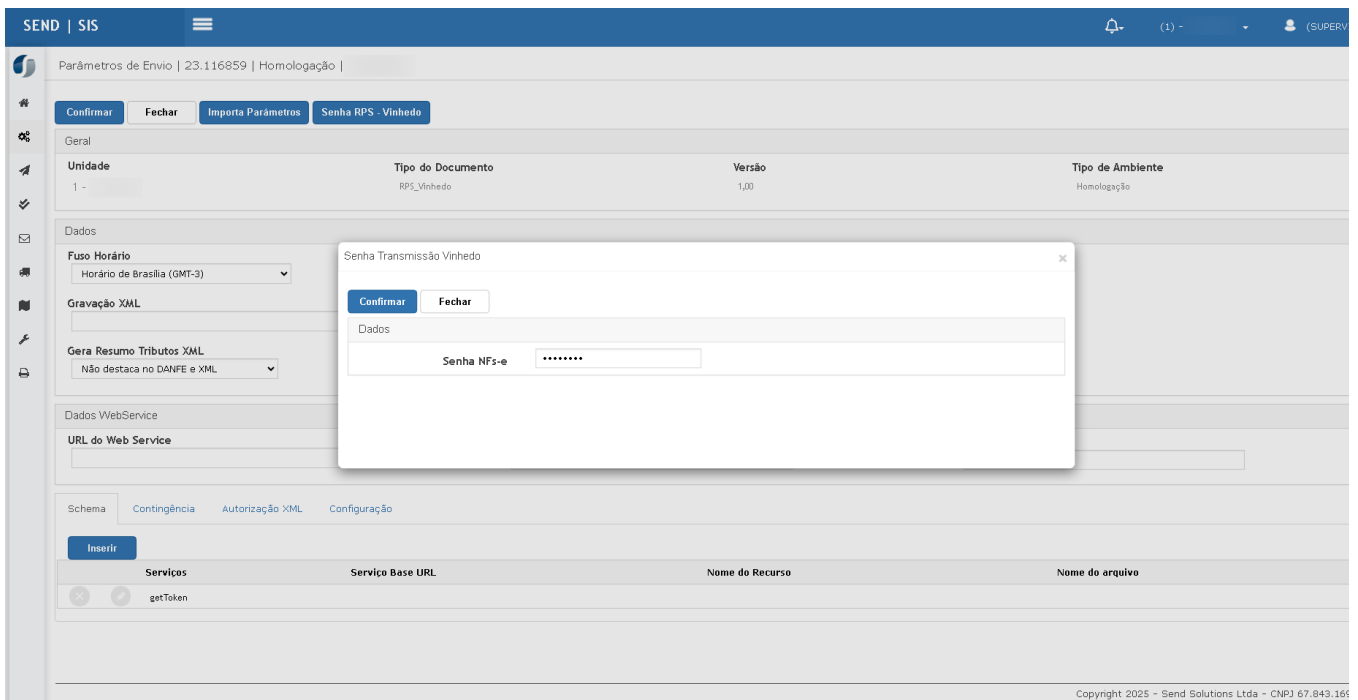 SEND | SIS
(1) -
(SUPERV
Parâmetros de Envio | 23.116859 | Homologação |
Confirmar Fechar Importa Parâmetros Senha RPS - Vinhedo
Geral
Unidade Tipo do Documento Versão Tipo de Ambiente
1 - RPS_Vinhedo 1,00 Homologação
Dados
Fuso Horário
Horário de Brasília (GMT-3)
Gravação XML
Gera Resumo Tributos XML
Não destaca no DANFE e XML
Senha Transmissão Vinhedo ×
Confirmar Fechar
Dados
Senha NFs-e ••••••••
Dados WebService
URL do Web Service
Schema Contingência Autorização XML Configuração
Inserir
Serviços Serviço Base URL Nome do Recurso Nome do arquivo
getToken
Copyright 2025 - Send Solutions Ltda - CNPJ 67.843.169